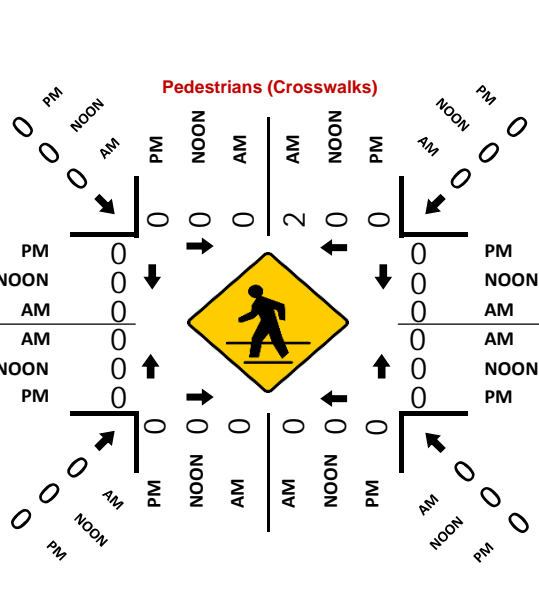 Pedestrians (Crosswalks)
PM NOON AM
PM NOON AM AM NOON PM
PM NOON AM
0 0 0
0 0 0 2 0 0
0 0 0
PM 0 0 PM
NOON 0 0 NOON
AM 0 0 AM
AM 0 0 AM
NOON 0 0 NOON
PM 0 0 PM
0 0 0 0 0 0
0 0 0
0 0 0
PM NOON AM AM NOON PM
AM NOON PM
AM NOON PM